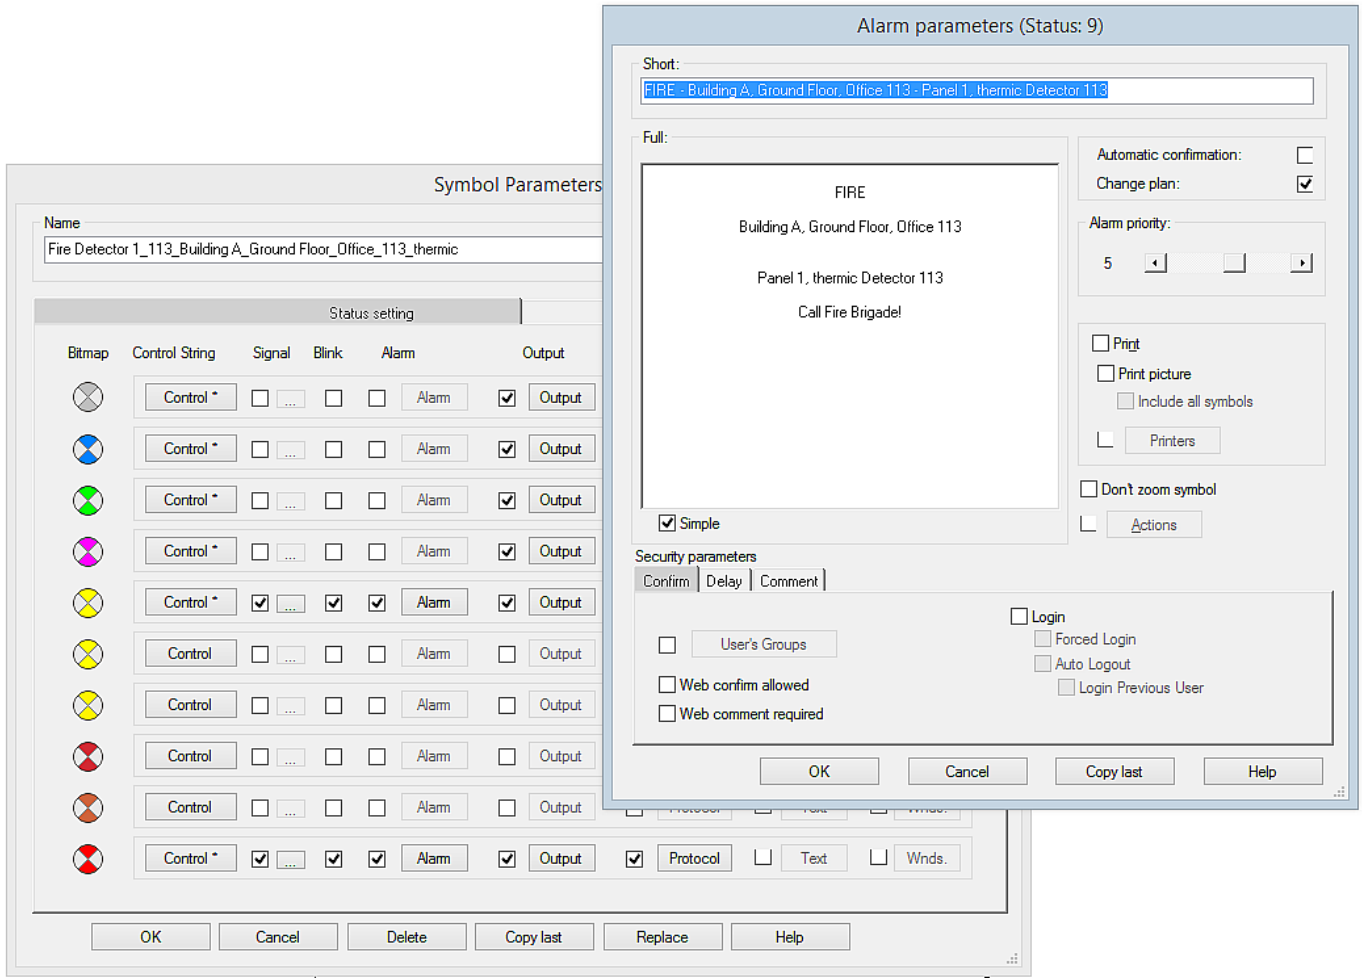 Alarm parameters (Status: 9)
Short:
FIRE - Building A, Ground Floor, Office 113 - Panel 1, thermic Detector 113
Full:
FIRE
Building A, Ground Floor, Office 113
Panel 1, thermic Detector 113
Call Fire Brigade!
Simple
Automatic confirmation:
Change plan:
Alarm priority:
5
Print
Print picture
Include all symbols
Printers
Don't zoom symbol
Actions
Security parameters
Confirm Delay Comment
User's Groups
Web confirm allowed
Web comment required
Login
Forced Login
Auto Logout
Login Previous User
OK Cancel Copy last Help
Symbol Parameters
Name
Fire Detector 1_113_Building A_Ground Floor_Office_113_thermic
Status setting
Bitmap Control String Signal Blink Alarm Output
Control * ... Alarm Output
Control * ... Alarm Output
Control * ... Alarm Output
Control * ... Alarm Output
Control * ... Alarm Output
Control ... Alarm Output
Control ... Alarm Output
Control ... Alarm Output
Control ... Alarm Output Protocol Text Wnds.
Control * ... Alarm Output Protocol Text Wnds.
OK Cancel Delete Copy last Replace Help